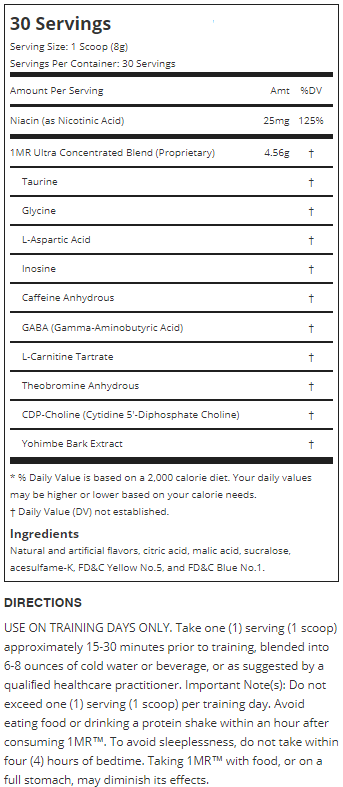 30 Servings
Serving Size: 1 Scoop (8g)
Servings Per Container: 30 Servings
Amount Per Serving Amt %DV
Niacin (as Nicotinic Acid) 25mg 125%
1MR Ultra Concentrated Blend (Proprietary) 4.56g †
Taurine †
Glycine †
L-Aspartic Acid †
Inosine †
Caffeine Anhydrous †
GABA (Gamma-Aminobutyric Acid) †
L-Carnitine Tartrate †
Theobromine Anhydrous †
CDP-Choline (Cytidine 5'-Diphosphate Choline) †
Yohimbe Bark Extract †
* % Daily Value is based on a 2,000 calorie diet. Your daily values
may be higher or lower based on your calorie needs.
† Daily Value (DV) not established.
Ingredients
Natural and artificial flavors, citric acid, malic acid, sucralose,
acesulfame-K, FD&C Yellow No.5, and FD&C Blue No.1.
DIRECTIONS
USE ON TRAINING DAYS ONLY. Take one (1) serving (1 scoop)
approximately 15-30 minutes prior to training, blended into
6-8 ounces of cold water or beverage, or as suggested by a
qualified healthcare practitioner. Important Note(s): Do not
exceed one (1) serving (1 scoop) per training day. Avoid
eating food or drinking a protein shake within an hour after
consuming 1MR™. To avoid sleeplessness, do not take within
four (4) hours of bedtime. Taking 1MR™ with food, or on a
full stomach, may diminish its effects.